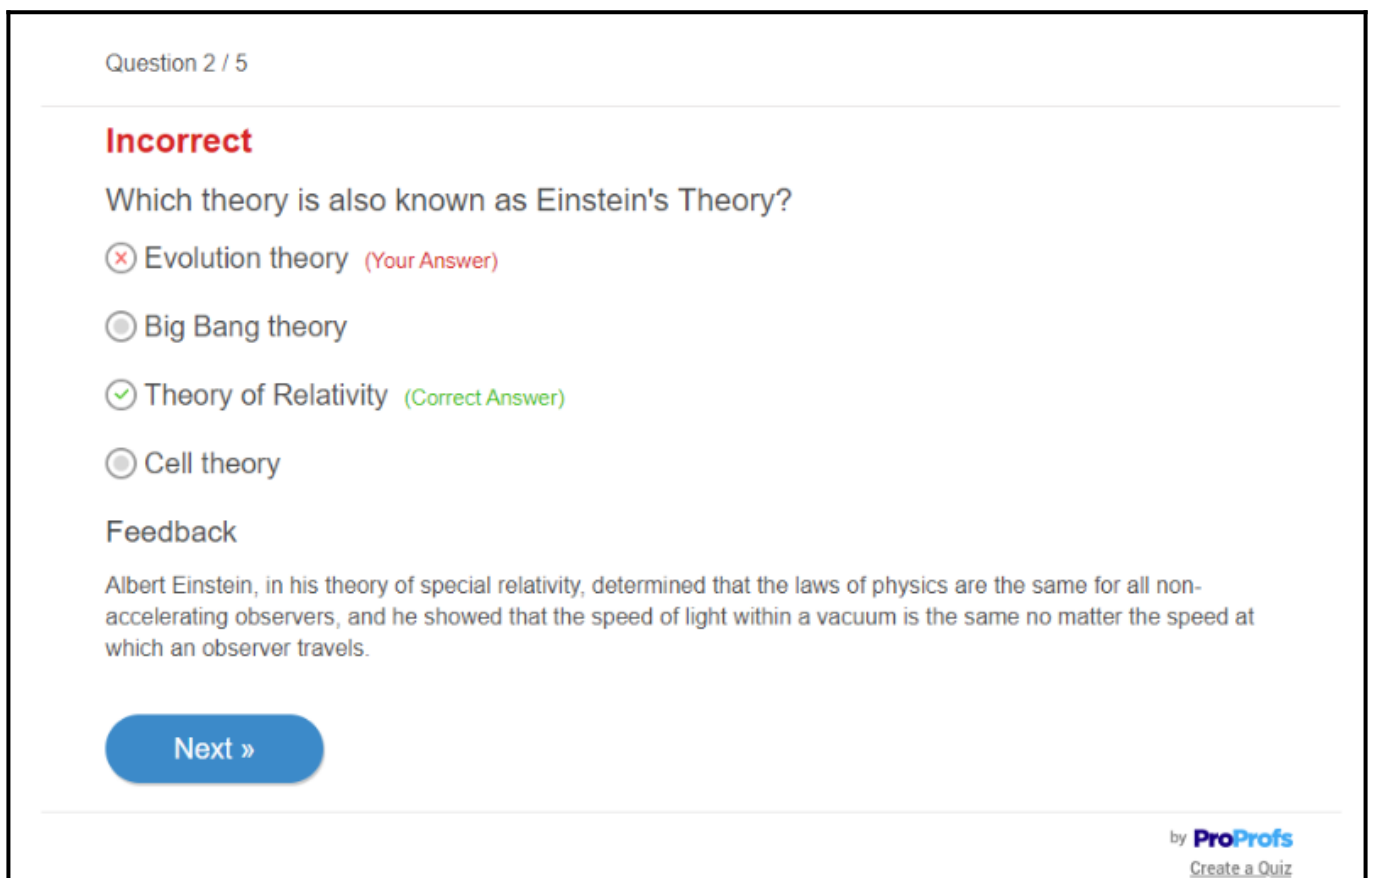 Question 2 / 5
Incorrect
Which theory is also known as Einstein's Theory?
Evolution theory (Your Answer)
Big Bang theory
Theory of Relativity (Correct Answer)
Cell theory
Feedback
Albert Einstein, in his theory of special relativity, determined that the laws of physics are the same for all non-
accelerating observers, and he showed that the speed of light within a vacuum is the same no matter the speed at
which an observer travels.
Next »
by ProProfs
Create a Quiz